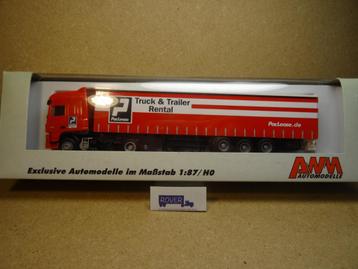 P
PacLease
Truck & Trailer
Rental
PacLease.de
Exclusive Automodelle im Maßstab 1:87/H0
AWM
AUTOMODELLE
ROVER